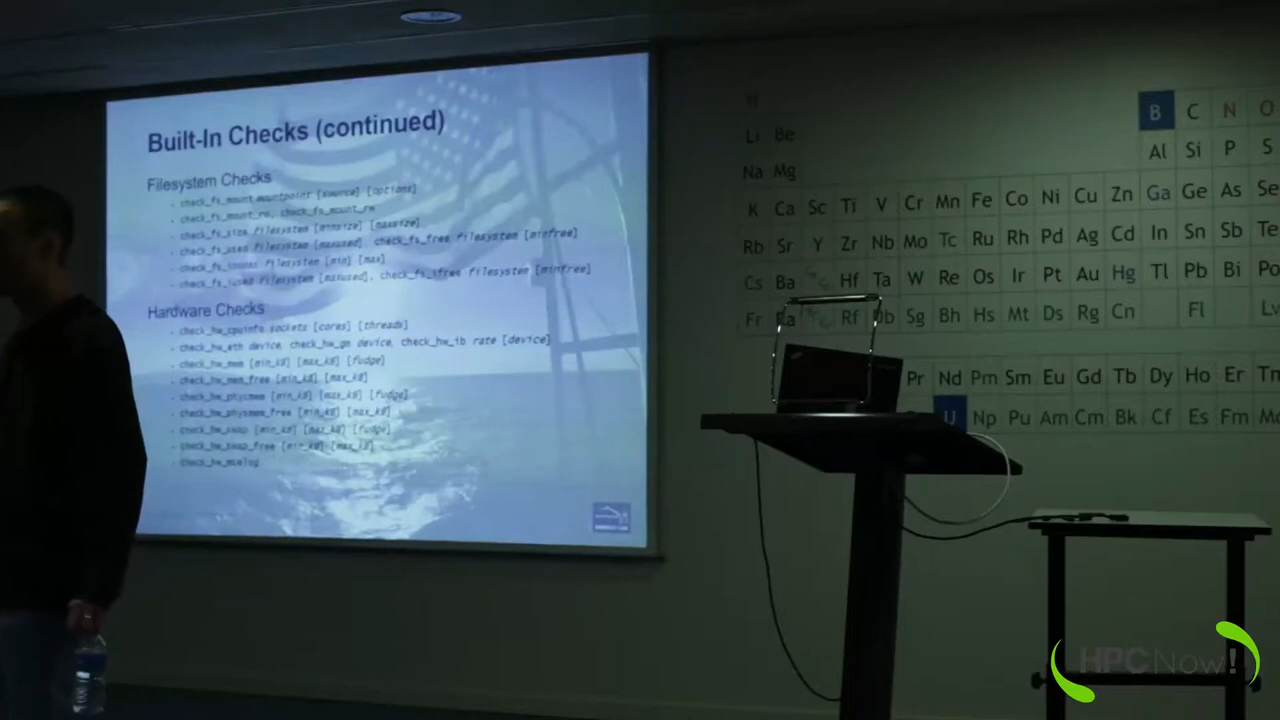 Built-In Checks (continued)
Filesystem Checks
- check_fs_mount mountpoint [source] [options]
- check_fs_mount_ro, check_fs_mount_rw
- check_fs_size filesystem [minsize] [maxsize]
- check_fs_used filesystem [maxused], check_fs_free filesystem [minfree]
- check_fs_inodes filesystem [min] [max]
- check_fs_iused filesystem [maxused], check_fs_ifree filesystem [minfree]
Hardware Checks
- check_hw_cpuinfo sockets [cores] [threads]
- check_hw_eth device, check_hw_gm device, check_hw_ib rate [device]
- check_hw_mem [min_kB] [max_kB] [fudge]
- check_hw_mem_free [min_kB] [max_kB]
- check_hw_physmem [min_kB] [max_kB] [fudge]
- check_hw_physmem_free [min_kB] [max_kB]
- check_hw_swap [min_kB] [max_kB] [fudge]
- check_hw_swap_free [min_kB] [max_kB]
- check_hw_mcelog
H B C N O
Li Be Al Si P S
Na Mg
K Ca Sc Ti V Cr Mn Fe Co Ni Cu Zn Ga Ge As Se
Rb Sr Y Zr Nb Mo Tc Ru Rh Pd Ag Cd In Sn Sb Te
Cs Ba Hf Ta W Re Os Ir Pt Au Hg Tl Pb Bi Po
Fr Ra Rf Sg Bh Hs Mt Ds Rg Cn Fl Lv
Pr Nd Pm Sm Eu Gd Tb Dy Ho Er Tm
U Np Pu Am Cm Bk Cf Es Fm Md
HPCNow!